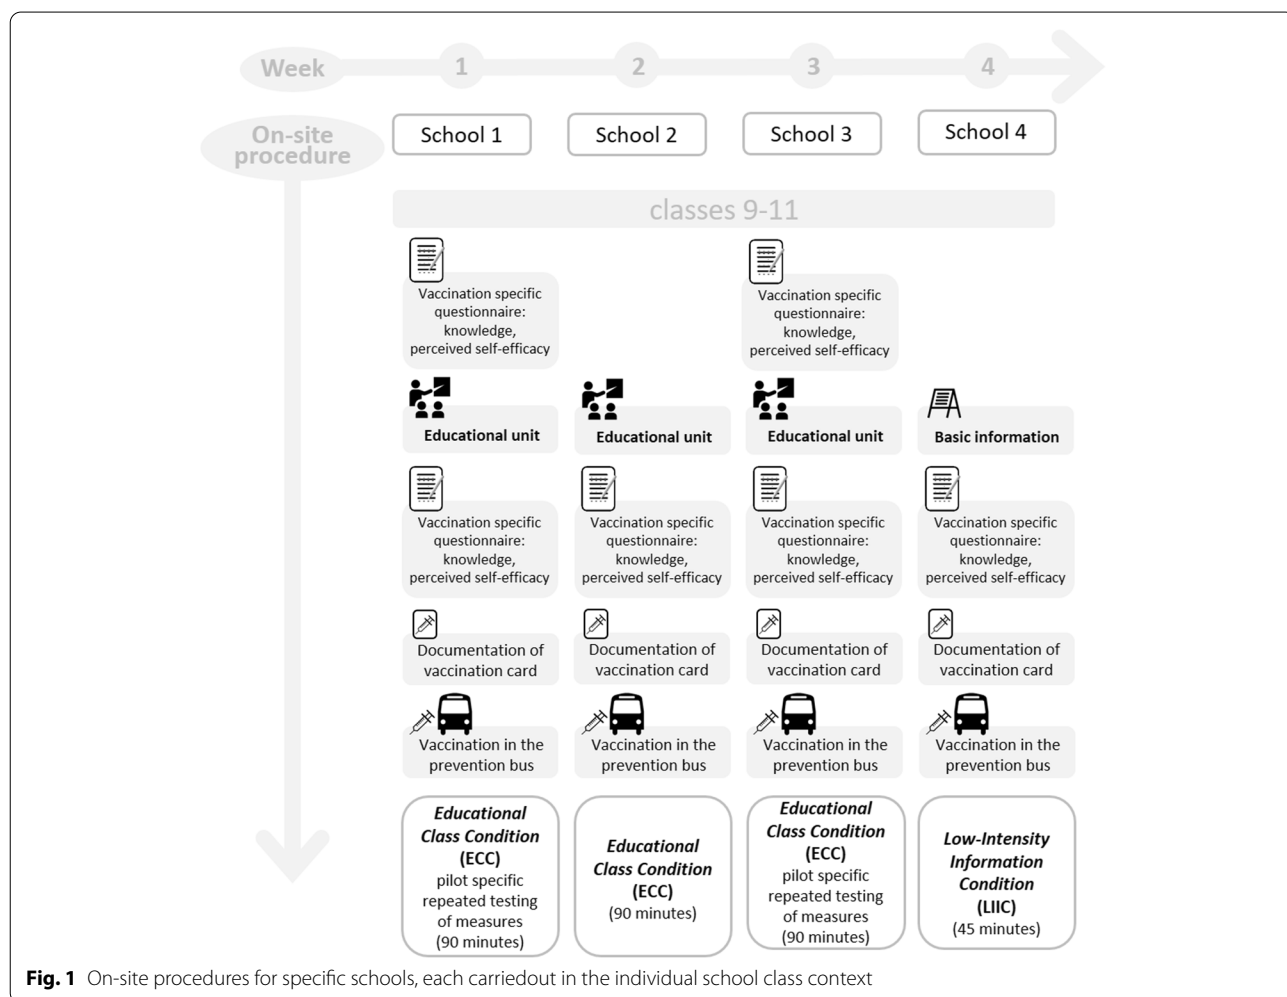 Week 1 2 3 4
On-site
procedure
School 1 School 2 School 3 School 4
classes 9-11
Vaccination specific
questionnaire:
knowledge,
perceived self-efficacy
Vaccination specific
questionnaire:
knowledge,
perceived self-efficacy
Educational unit
Educational unit
Educational unit
Basic information
Vaccination specific
questionnaire:
knowledge,
perceived self-efficacy
Vaccination specific
questionnaire:
knowledge,
perceived self-efficacy
Vaccination specific
questionnaire:
knowledge,
perceived self-efficacy
Vaccination specific
questionnaire:
knowledge,
perceived self-efficacy
Documentation of
vaccination card
Documentation of
vaccination card
Documentation of
vaccination card
Documentation of
vaccination card
Vaccination in the
prevention bus
Vaccination in the
prevention bus
Vaccination in the
prevention bus
Vaccination in the
prevention bus
Educational
Class Condition
(ECC)
pilot specific
repeated testing
of measures
(90 minutes)
Educational
Class Condition
(ECC)
(90 minutes)
Educational
Class Condition
(ECC)
pilot specific
repeated testing
of measures
(90 minutes)
Low-Intensity
Information
Condition
(LIIC)
(45 minutes)
Fig. 1 On-site procedures for specific schools, each carriedout in the individual school class context